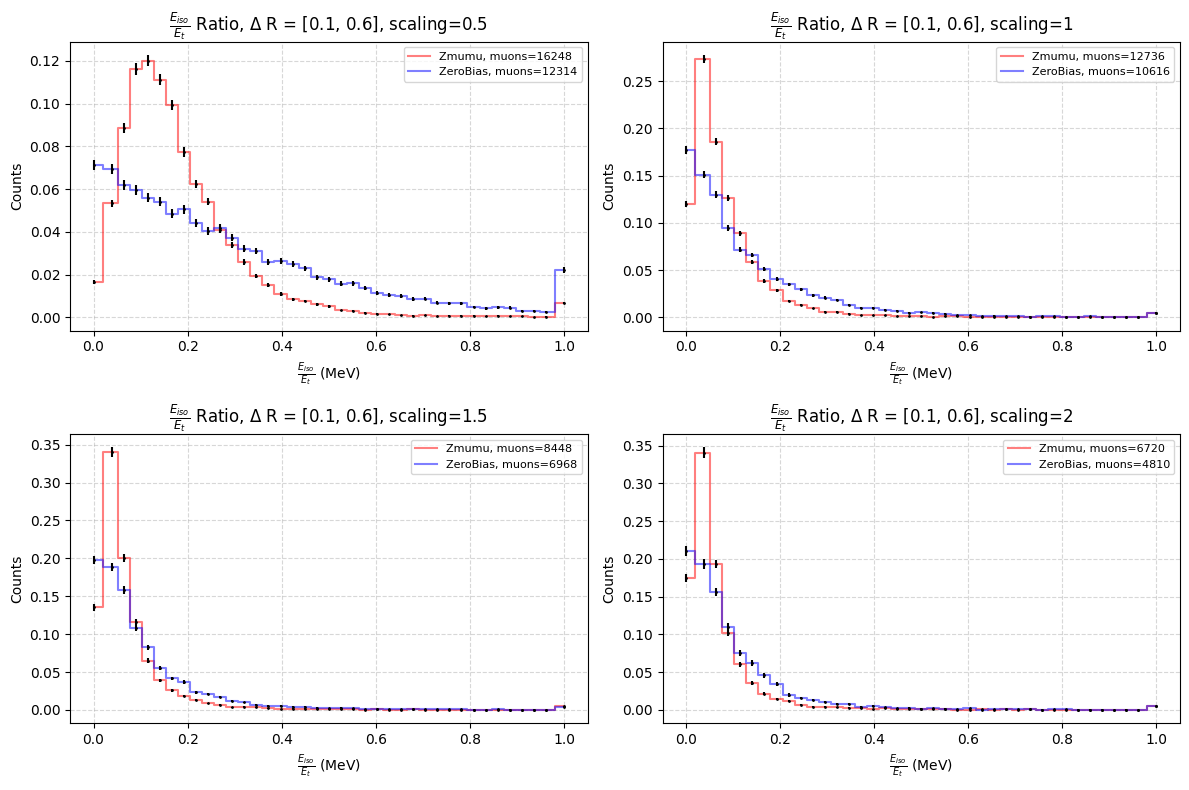 E_iso/E_t Ratio, Δ R = [0.1, 0.6], scaling=0.5
Zmumu, muons=16248
ZeroBias, muons=12314
Counts
0.12
0.10
0.08
0.06
0.04
0.02
0.00
0.0 0.2 0.4 0.6 0.8 1.0
E_iso/E_t (MeV)
E_iso/E_t Ratio, Δ R = [0.1, 0.6], scaling=1
Zmumu, muons=12736
ZeroBias, muons=10616
Counts
0.25
0.20
0.15
0.10
0.05
0.00
0.0 0.2 0.4 0.6 0.8 1.0
E_iso/E_t (MeV)
E_iso/E_t Ratio, Δ R = [0.1, 0.6], scaling=1.5
Zmumu, muons=8448
ZeroBias, muons=6968
Counts
0.35
0.30
0.25
0.20
0.15
0.10
0.05
0.00
0.0 0.2 0.4 0.6 0.8 1.0
E_iso/E_t (MeV)
E_iso/E_t Ratio, Δ R = [0.1, 0.6], scaling=2
Zmumu, muons=6720
ZeroBias, muons=4810
Counts
0.35
0.30
0.25
0.20
0.15
0.10
0.05
0.00
0.0 0.2 0.4 0.6 0.8 1.0
E_iso/E_t (MeV)